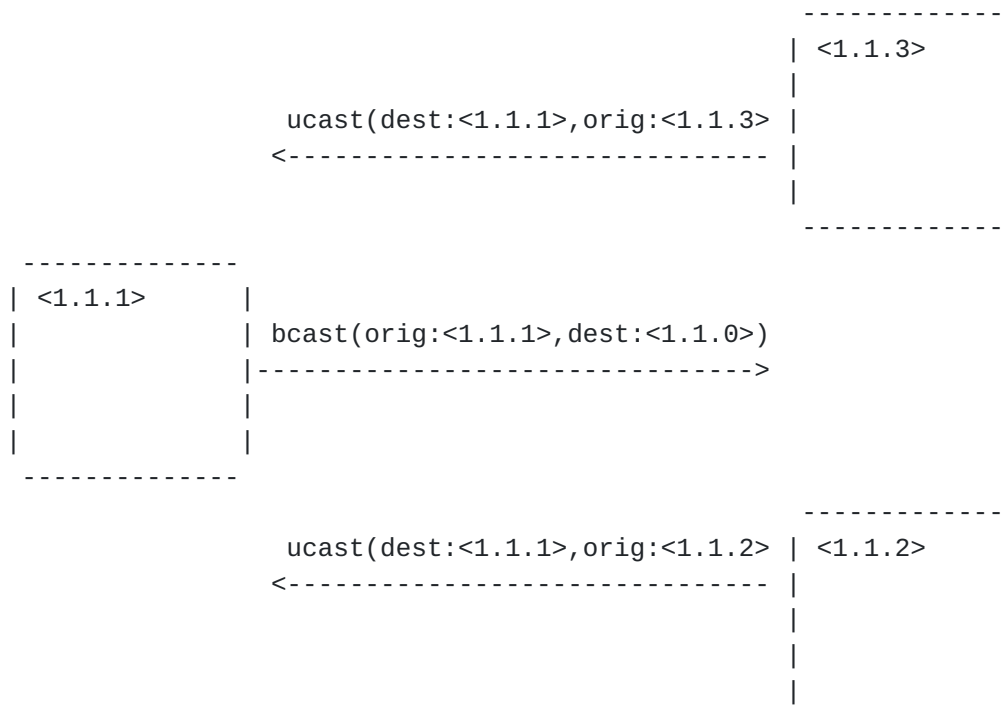 <1.1.3>
ucast(dest:<1.1.1>,orig:<1.1.3>
<1.1.1>
bcast(orig:<1.1.1>,dest:<1.1.0>)
ucast(dest:<1.1.1>,orig:<1.1.2> <1.1.2>